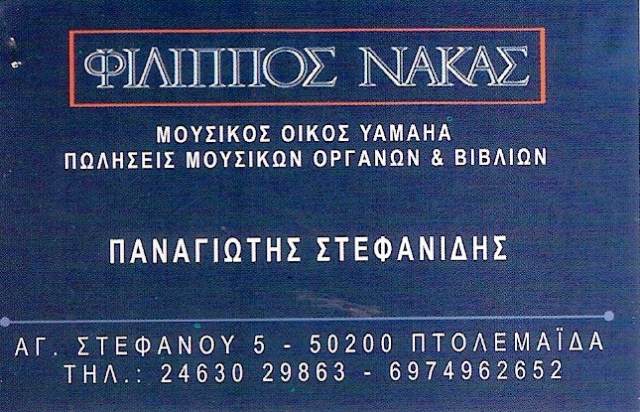 ΦΙΛΙΠΠΟΣ ΝΑΚΑΣ
ΜΟΥΣΙΚΟΣ ΟΙΚΟΣ YAMAHA
ΠΩΛΗΣΕΙΣ ΜΟΥΣΙΚΩΝ ΟΡΓΑΝΩΝ & ΒΙΒΛΙΩΝ
ΠΑΝΑΓΙΩΤΗΣ ΣΤΕΦΑΝΙΔΗΣ
ΑΓ. ΣΤΕΦΑΝΟΥ 5 - 50200 ΠΤΟΛΕΜΑΪΔΑ
ΤΗΛ.: 24630 29863 - 6974962652